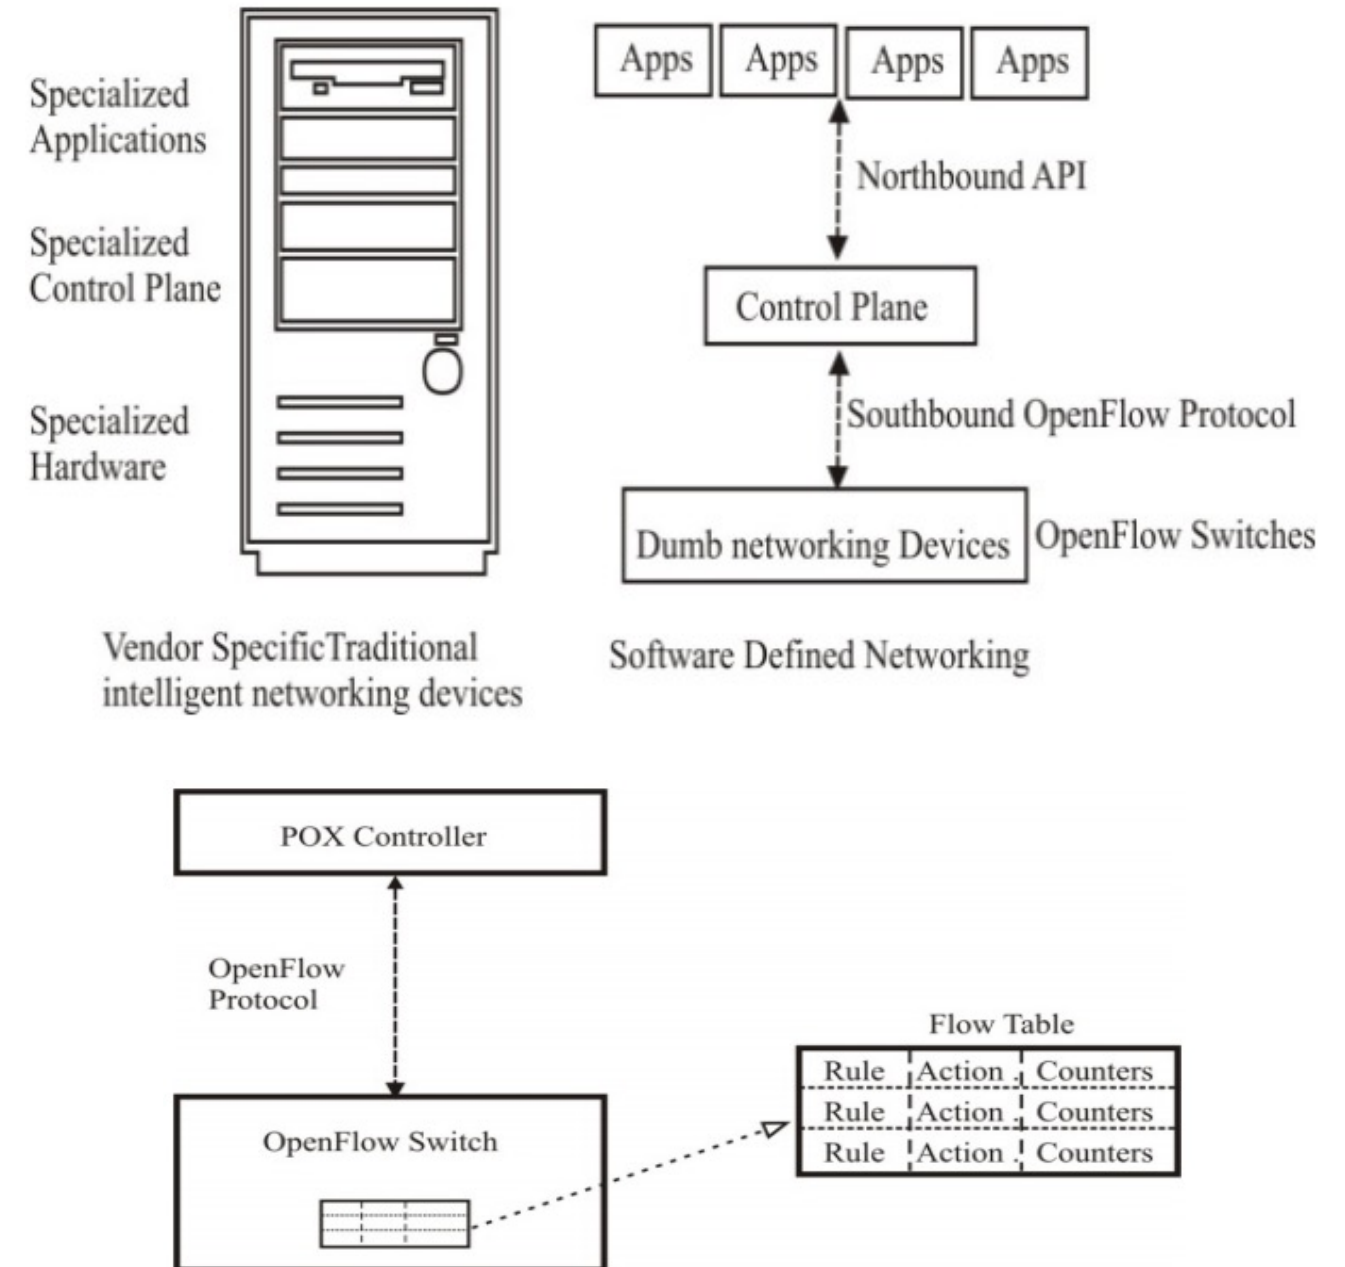 Specialized
Applications
Specialized
Control Plane
Specialized
Hardware
Vendor SpecificTraditional
intelligent networking devices
Apps Apps Apps Apps
Northbound API
Control Plane
Southbound OpenFlow Protocol
Dumb networking Devices
OpenFlow Switches
Software Defined Networking
POX Controller
OpenFlow
Protocol
OpenFlow Switch
Flow Table
Rule Action Counters
Rule Action Counters
Rule Action Counters